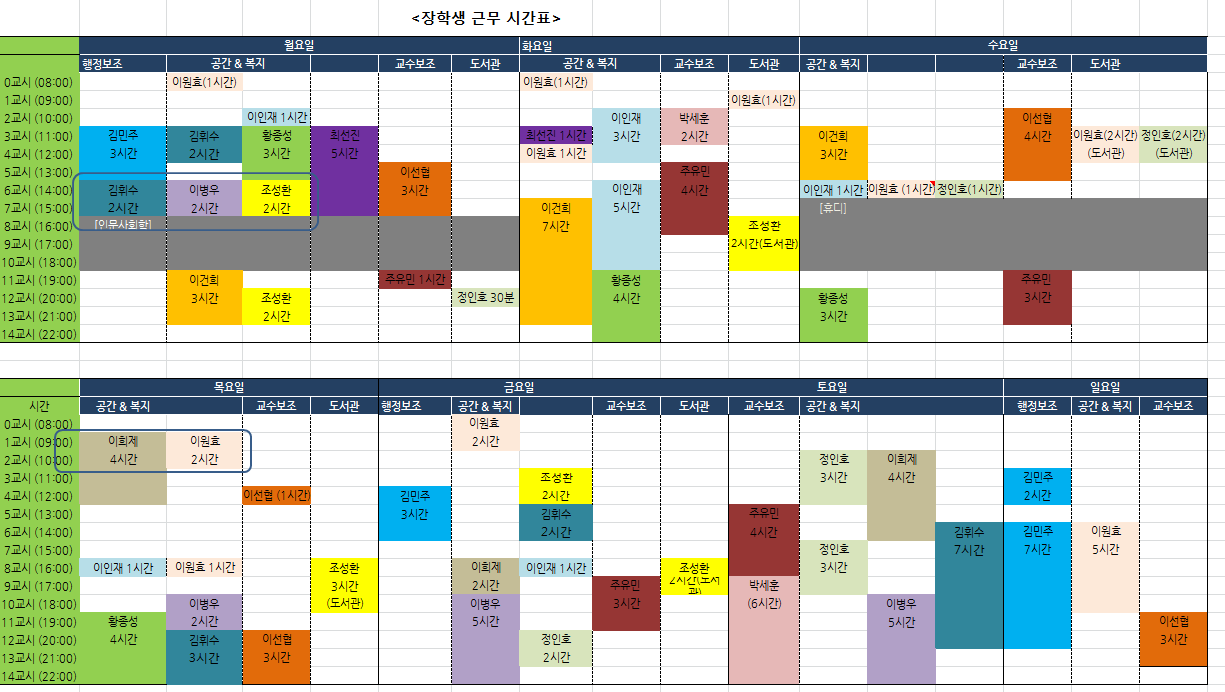 <장학생 근무 시간표>
월요일 화요일 수요일
행정보조 공간 & 복지 교수보조 도서관 공간 & 복지 교수보조 도서관 공간 & 복지 교수보조 도서관
0교시 (08:00) 이원효(1시간) 이원효(1시간)
1교시 (09:00) 이원효(1시간)
2교시 (10:00) 이인재 1시간 이인재 박세훈 이선협
3교시 (11:00) 김민주 김휘수 황종성 최선진 최선진 1시간 3시간 2시간 이건희 4시간 이원효(2시간) 정인호(2시간)
4교시 (12:00) 3시간 2시간 3시간 5시간 이원효 1시간 3시간 (도서관) (도서관)
5교시 (13:00) 이선협 주유민
6교시 (14:00) 김휘수 이병우 조성환 3시간 이인재 4시간 이인재 1시간 이원효 (1시간) 정인호(1시간)
7교시 (15:00) 2시간 2시간 2시간 이건희 5시간 [휴디]
8교시 (16:00) [인문사회학] 7시간 조성환
9교시 (17:00) 2시간(도서관)
10교시 (18:00)
11교시 (19:00) 이건희 주유민 1시간 황종성 주유민
12교시 (20:00) 3시간 조성환 정인호 30분 4시간 황종성 3시간
13교시 (21:00) 2시간 3시간
14교시 (22:00)
목요일 금요일 토요일 일요일
시간 공간 & 복지 교수보조 도서관 행정보조 공간 & 복지 교수보조 도서관 교수보조 공간 & 복지 행정보조 공간 & 복지 교수보조
0교시 (08:00) 이원효
1교시 (09:00) 이희제 이원효 2시간
2교시 (10:00) 4시간 2시간 정인호 이희제
3교시 (11:00) 조성환 3시간 4시간 김민주
4교시 (12:00) 이선협 (1시간) 김민주 2시간 2시간
5교시 (13:00) 3시간 김휘수 주유민
6교시 (14:00) 2시간 4시간 김휘수 김민주 이원효
7교시 (15:00) 정인호 7시간 7시간 5시간
8교시 (16:00) 이인재 1시간 이원효 1시간 조성환 이희제 이인재 1시간 조성환 3시간
9교시 (17:00) 3시간 2시간 주유민 2시간(도서관) 박세훈
10교시 (18:00) 이병우 (도서관) 이병우 3시간 (6시간) 이병우
11교시 (19:00) 황종성 2시간 5시간 5시간 이선협
12교시 (20:00) 4시간 김휘수 이선협 정인호 3시간
13교시 (21:00) 3시간 3시간 2시간
14교시 (22:00)